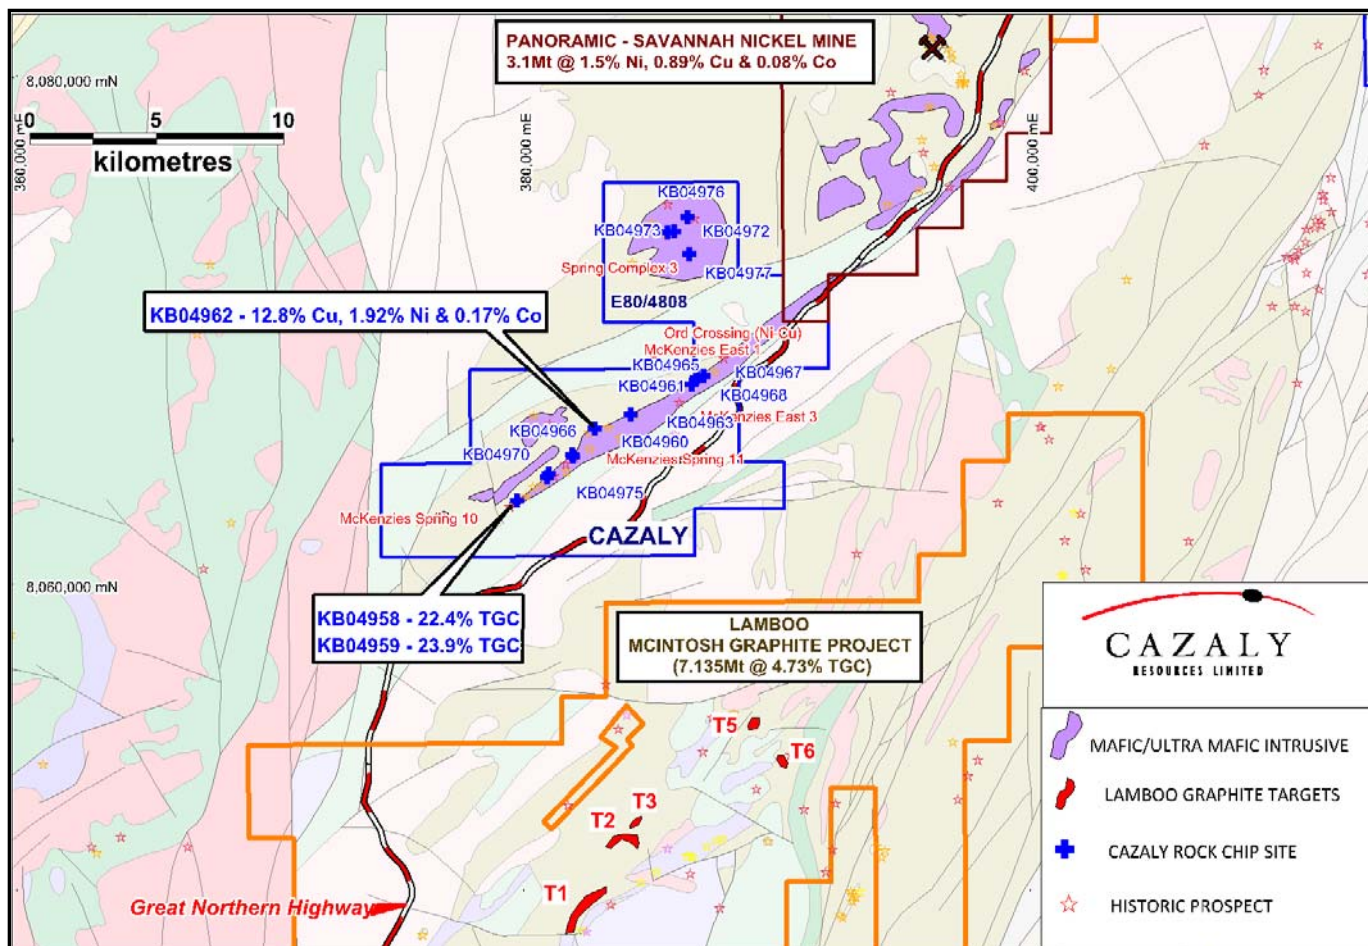 PANORAMIC - SAVANNAH NICKEL MINE
3.1Mt @ 1.5% Ni, 0.89% Cu & 0.08% Co
8,080,000 mN
0 5 10
kilometres
360,000 mE
380,000 mE
400,000 mE
KB04976
KB04973
KB04972
Spring Complex 3
KB04977
E80/4808
KB04962 - 12.8% Cu, 1.92% Ni & 0.17% Co
Ord Crossing (Ni-Cu)
McKenzies East 1
KB04965
KB04967
KB04961
KB04968
McKenzies East 3
KB04963
KB04966
KB04960
KB04970
McKenzies Spring 11
KB04975
McKenzies Spring 10
CAZALY
8,060,000 mN
KB04958 - 22.4% TGC
KB04959 - 23.9% TGC
LAMBOO
MCINTOSH GRAPHITE PROJECT
(7.135Mt @ 4.73% TGC)
CAZALY
RESOURCES LIMITED
T5
T6
T3
T2
T1
Great Northern Highway
MAFIC/ULTRA MAFIC INTRUSIVE
LAMBOO GRAPHITE TARGETS
CAZALY ROCK CHIP SITE
HISTORIC PROSPECT